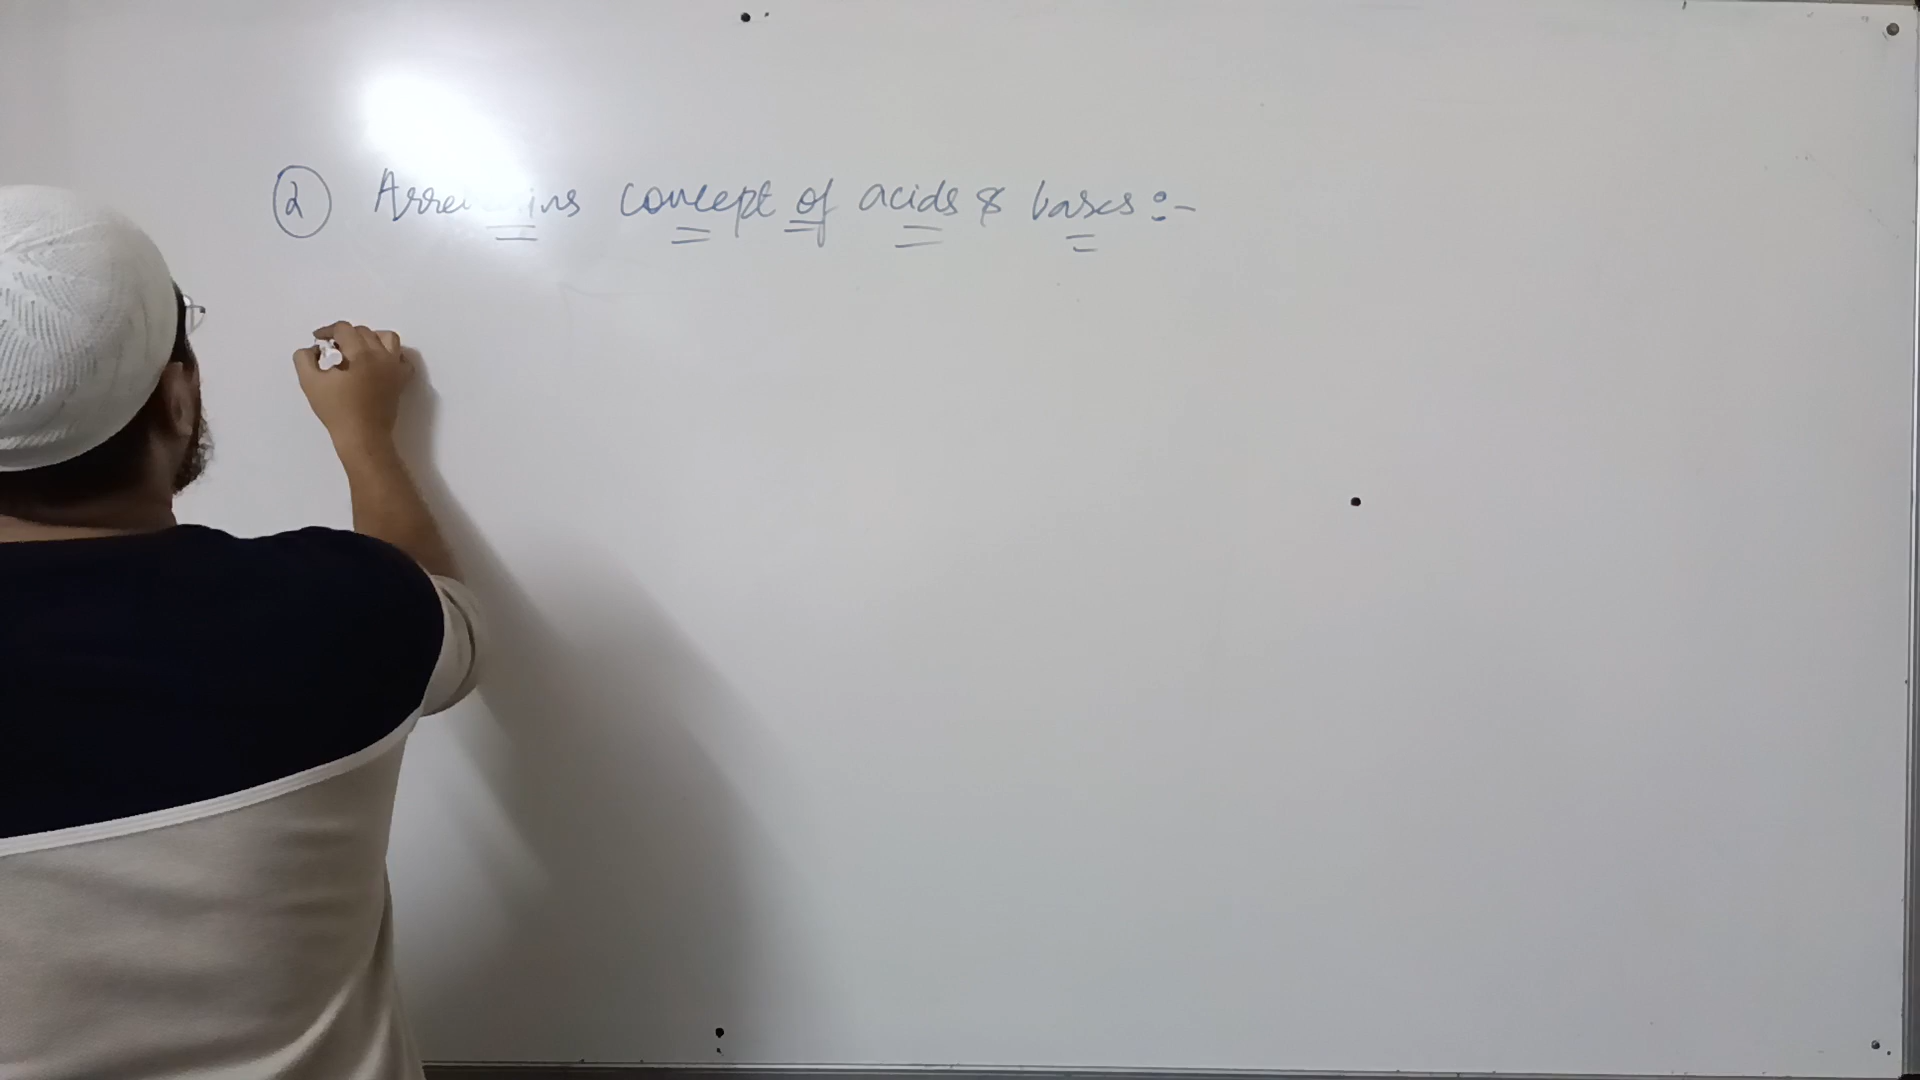 ② concept of acids & bases :-